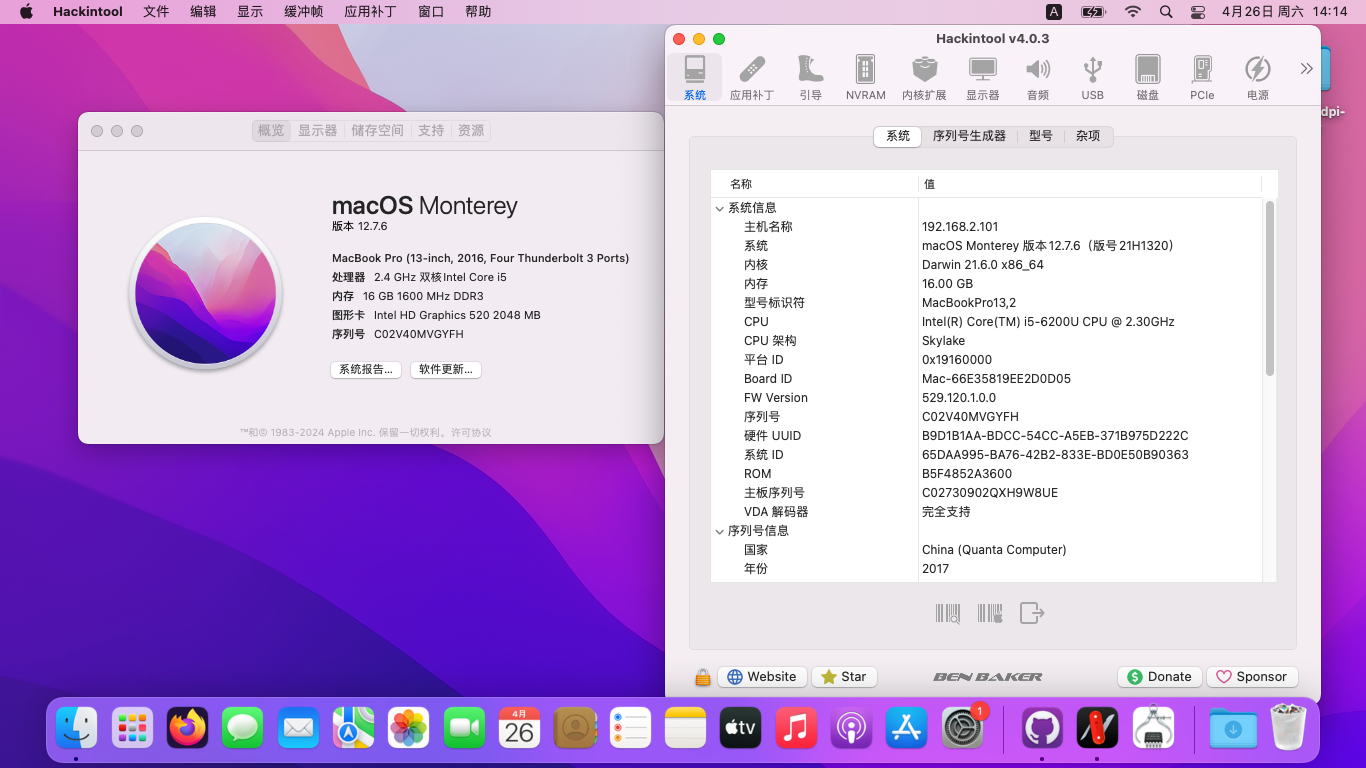 Hackintool 文件 编辑 显示 缓冲帧 应用补丁 窗口 帮助 A 4月26日 周六 14:14
概览 显示器 储存空间 支持 资源
macOS Monterey
版本 12.7.6
MacBook Pro (13-inch, 2016, Four Thunderbolt 3 Ports)
处理器 2.4 GHz 双核Intel Core i5
内存 16 GB 1600 MHz DDR3
图形卡 Intel HD Graphics 520 2048 MB
序列号 C02V40MVGYFH
系统报告... 软件更新...
™和© 1983-2024 Apple Inc. 保留一切权利。许可协议
Hackintool v4.0.3
系统 应用补丁 引导 NVRAM 内核扩展 显示器 音频 USB 磁盘 PCIe 电源
系统 序列号生成器 型号 杂项
名称 值
系统信息
主机名称 192.168.2.101
系统 macOS Monterey 版本12.7.6（版号21H1320）
内核 Darwin 21.6.0 x86_64
内存 16.00 GB
型号标识符 MacBookPro13,2
CPU Intel(R) Core(TM) i5-6200U CPU @ 2.30GHz
CPU 架构 Skylake
平台 ID 0x19160000
Board ID Mac-66E35819EE2D0D05
FW Version 529.120.1.0.0
序列号 C02V40MVGYFH
硬件 UUID B9D1B1AA-BDCC-54CC-A5EB-371B975D222C
系统 ID 65DAA995-BA76-42B2-833E-BD0E50B90363
ROM B5F4852A3600
主板序列号 C02730902QXH9W8UE
VDA 解码器 完全支持
序列号信息
国家 China (Quanta Computer)
年份 2017
Website Star BEN BAKER Donate Sponsor
dpi-
4月
26
tv
1